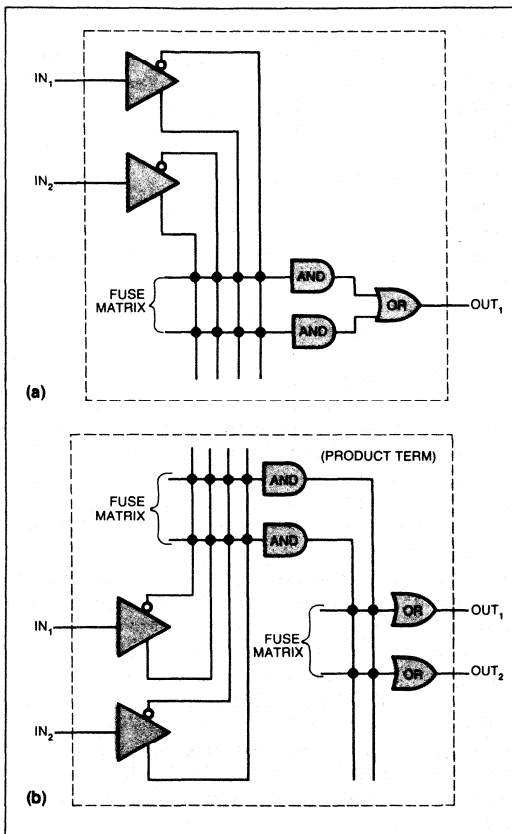 IN1
IN2
FUSE
MATRIX
AND
AND
OR
OUT1
(a)
(PRODUCT TERM)
FUSE
MATRIX
AND
AND
IN1
FUSE
MATRIX
OR
OUT1
OR
OUT2
IN2
(b)